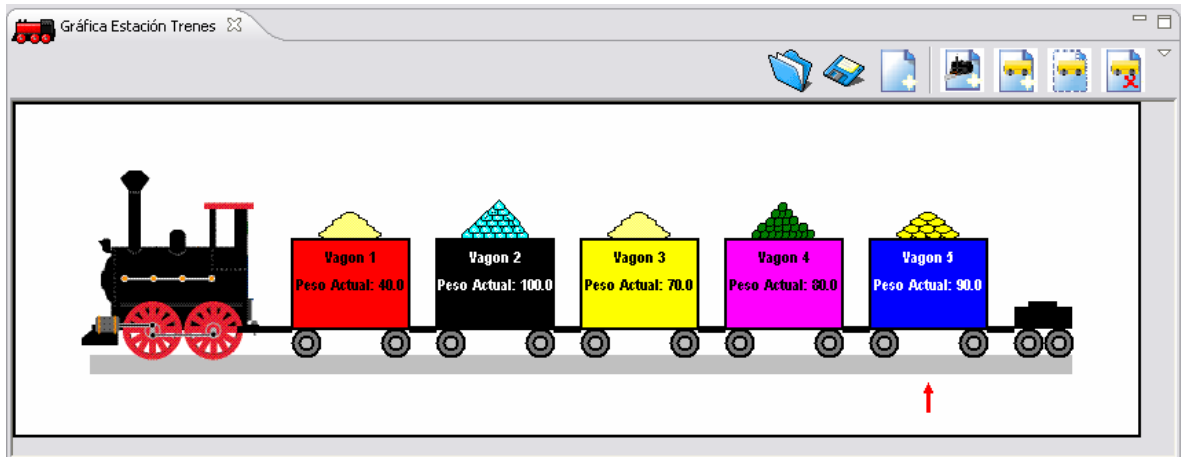 Gráfica Estación Trenes
Vagon 1
Peso Actual: 40.0
Vagon 2
Peso Actual: 100.0
Vagon 3
Peso Actual: 70.0
Vagon 4
Peso Actual: 80.0
Vagon 5
Peso Actual: 90.0